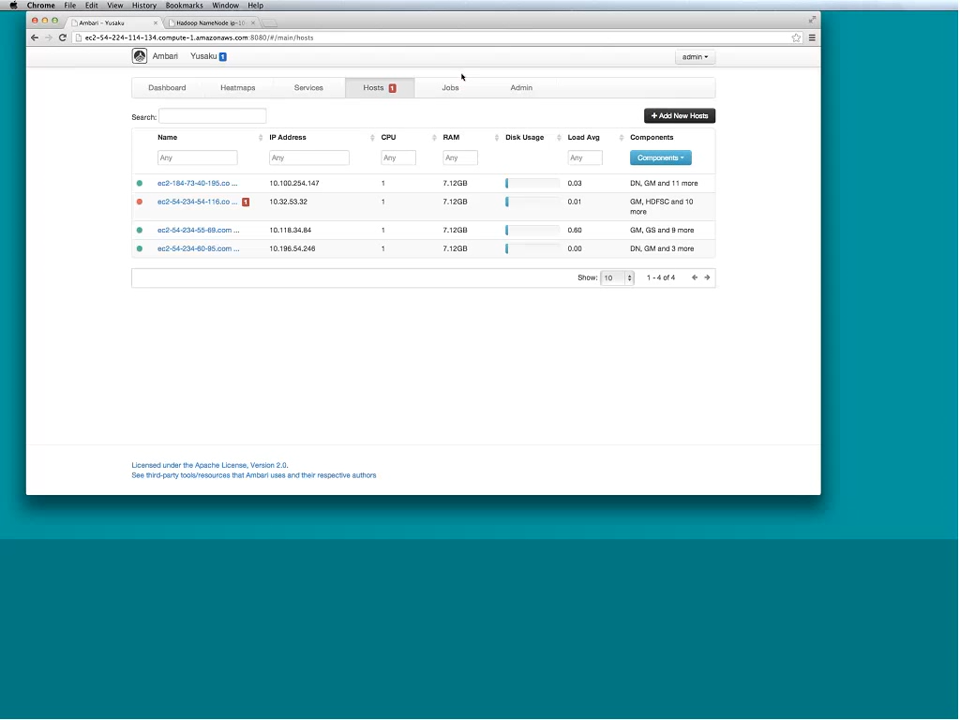 Chrome File Edit View History Bookmarks Window Help
Ambari - Yusaku × Hadoop NameNode ip-10- ×
ec2-54-224-114-134.compute-1.amazonaws.com:8080/#/main/hosts
Ambari Yusaku 1 admin
Dashboard Heatmaps Services Hosts 1 Jobs Admin
Search: + Add New Hosts
Name IP Address CPU RAM Disk Usage Load Avg Components
Any Any Any Any Any Components
ec2-184-73-40-195.co ... 10.100.254.147 1 7.12GB 0.03 DN, GM and 11 more
ec2-54-234-54-116.co ... 1 10.32.53.32 1 7.12GB 0.01 GM, HDFSC and 10
more
ec2-54-234-55-69.com ... 10.118.34.84 1 7.12GB 0.60 GM, GS and 9 more
ec2-54-234-60-95.com ... 10.196.54.246 1 7.12GB 0.00 DN, GM and 3 more
Show: 10 1 - 4 of 4
Licensed under the Apache License, Version 2.0.
See third-party tools/resources that Ambari uses and their respective authors